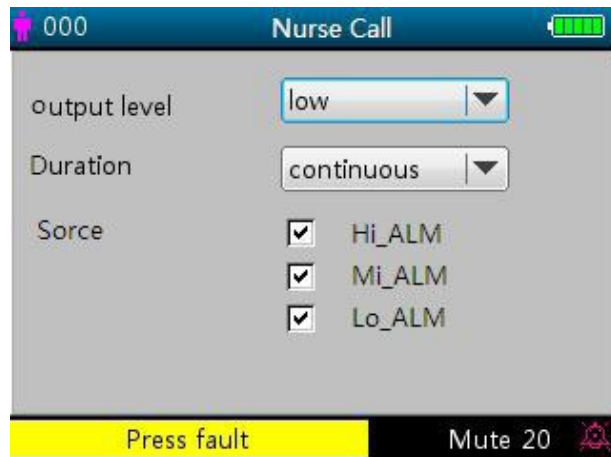 000 Nurse Call
output level low
Duration continuous
Sorce Hi_ALM
Mi_ALM
Lo_ALM
Press fault Mute 20